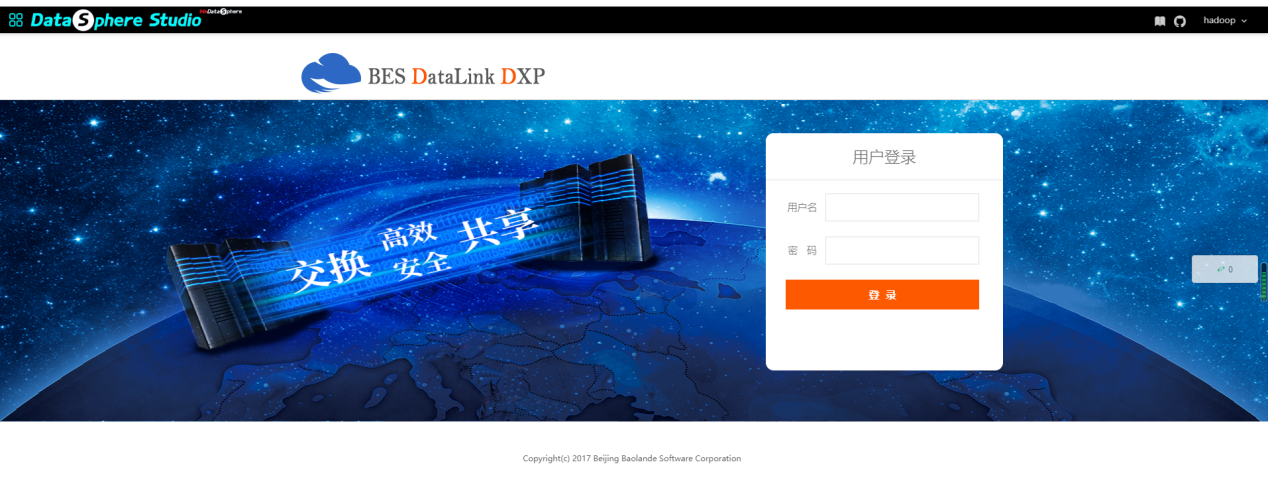 DataSphere Studio WeDataSphere
hadoop
BES DataLink DXP
用户登录
用户名
密 码
登 录
交换 高效 安全 共享
0
Copyright(c) 2017 Beijing Baolande Software Corporation